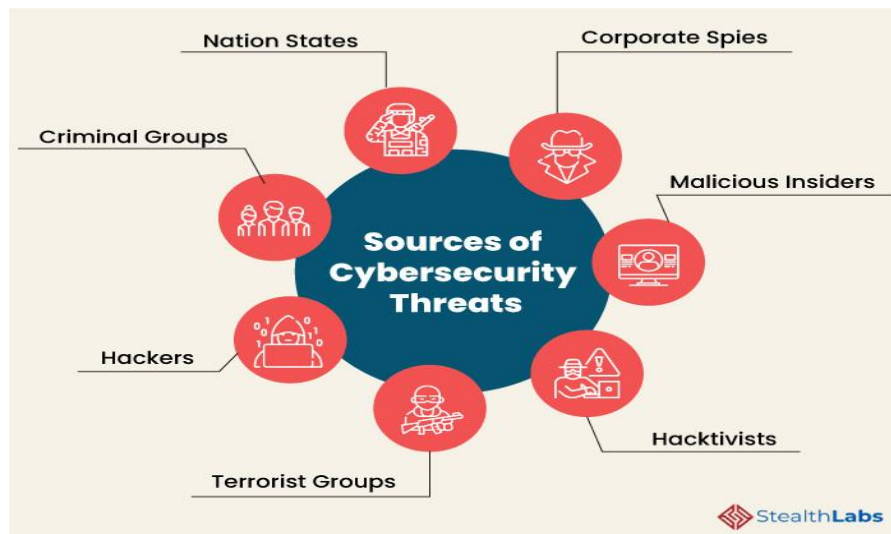 Nation States
Corporate Spies
Criminal Groups
Malicious Insiders
Sources of
Cybersecurity
Threats
Hackers
Hacktivists
Terrorist Groups
StealthLabs